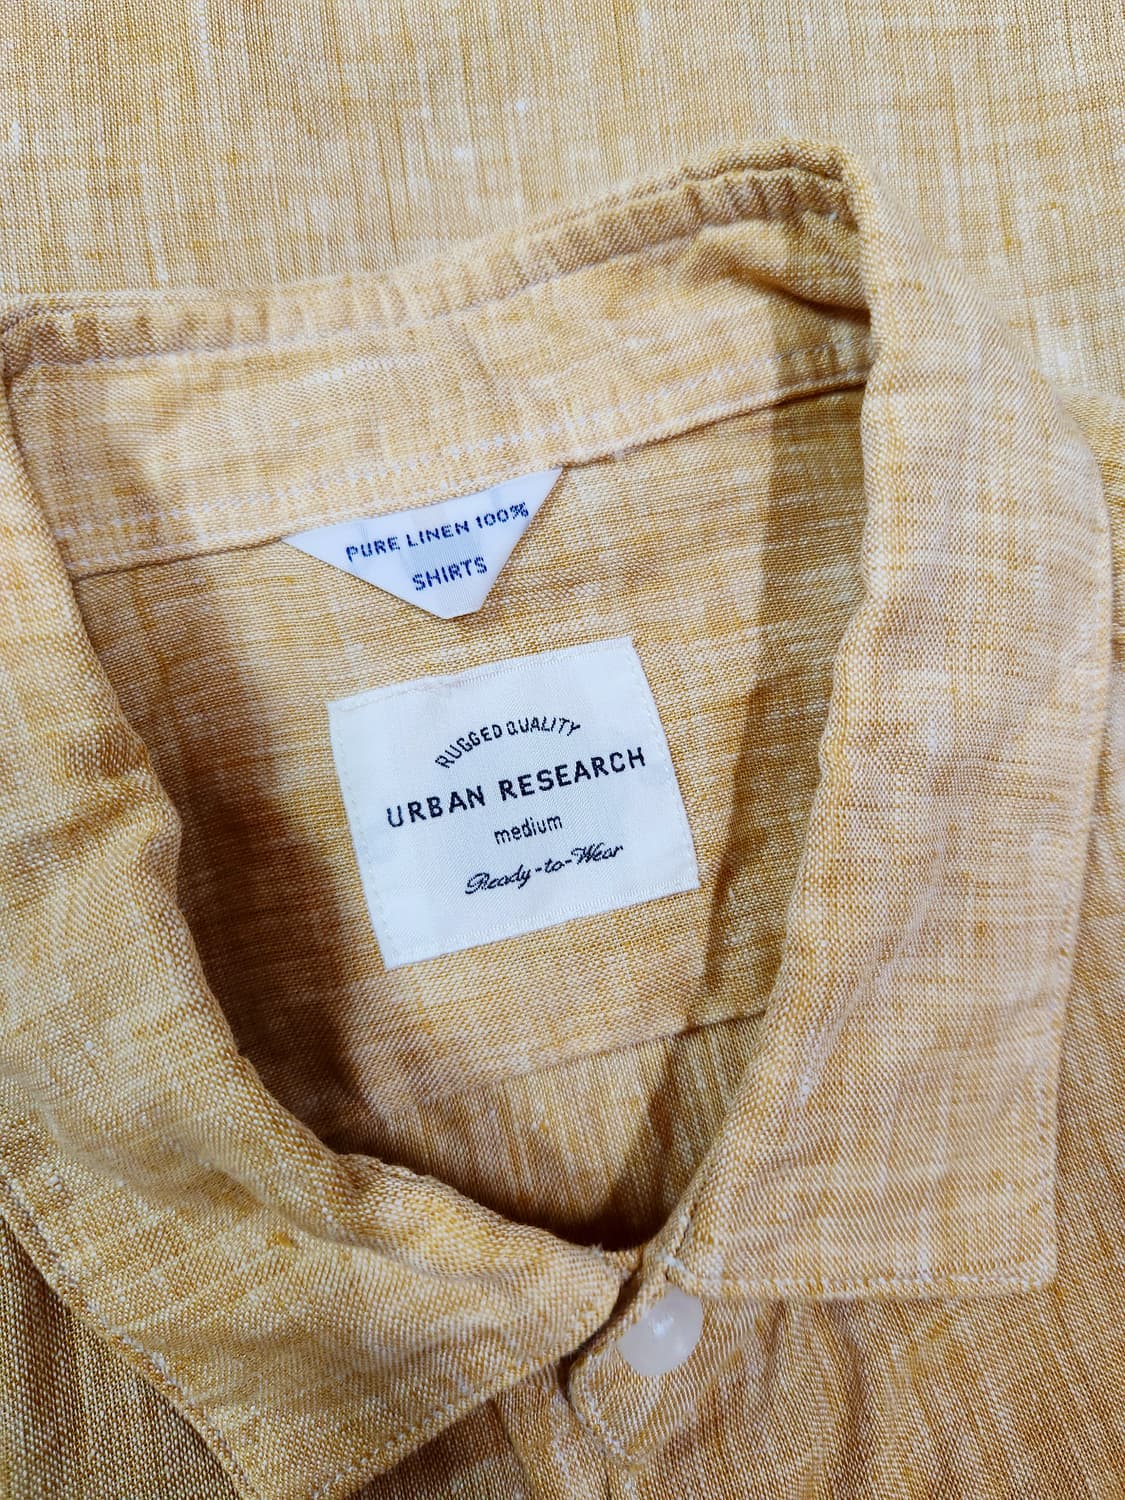 PURE LINEN 100%
SHIRTS
RUGGED QUALITY
URBAN RESEARCH
medium
Ready-to-Wear